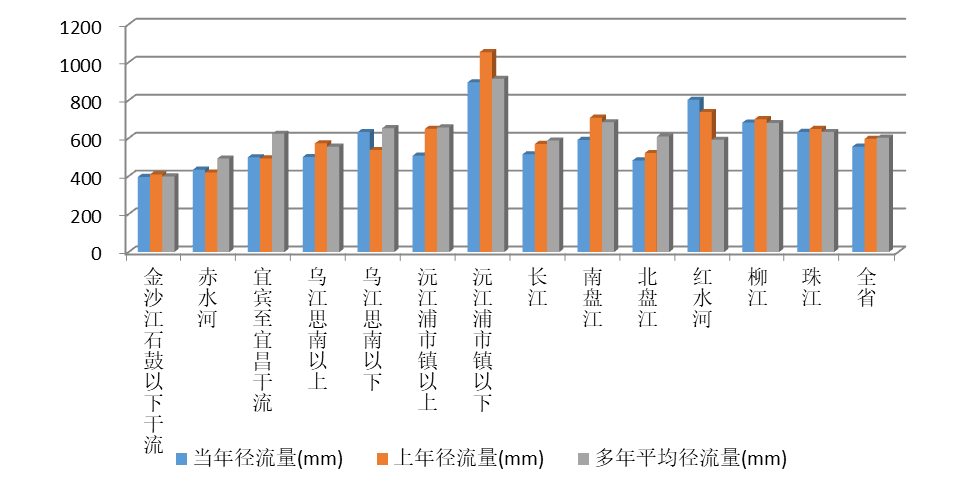 1200
1000
800
600
400
200
0
金沙江石鼓以下干流
赤水河
宜宾至宜昌干流
乌江思南以上
乌江思南以下
沅江浦市镇以上
沅江浦市镇以下
长江
南盘江
北盘江
红水河
柳江
珠江
全省
当年径流量(mm)
上年径流量(mm)
多年平均径流量(mm)